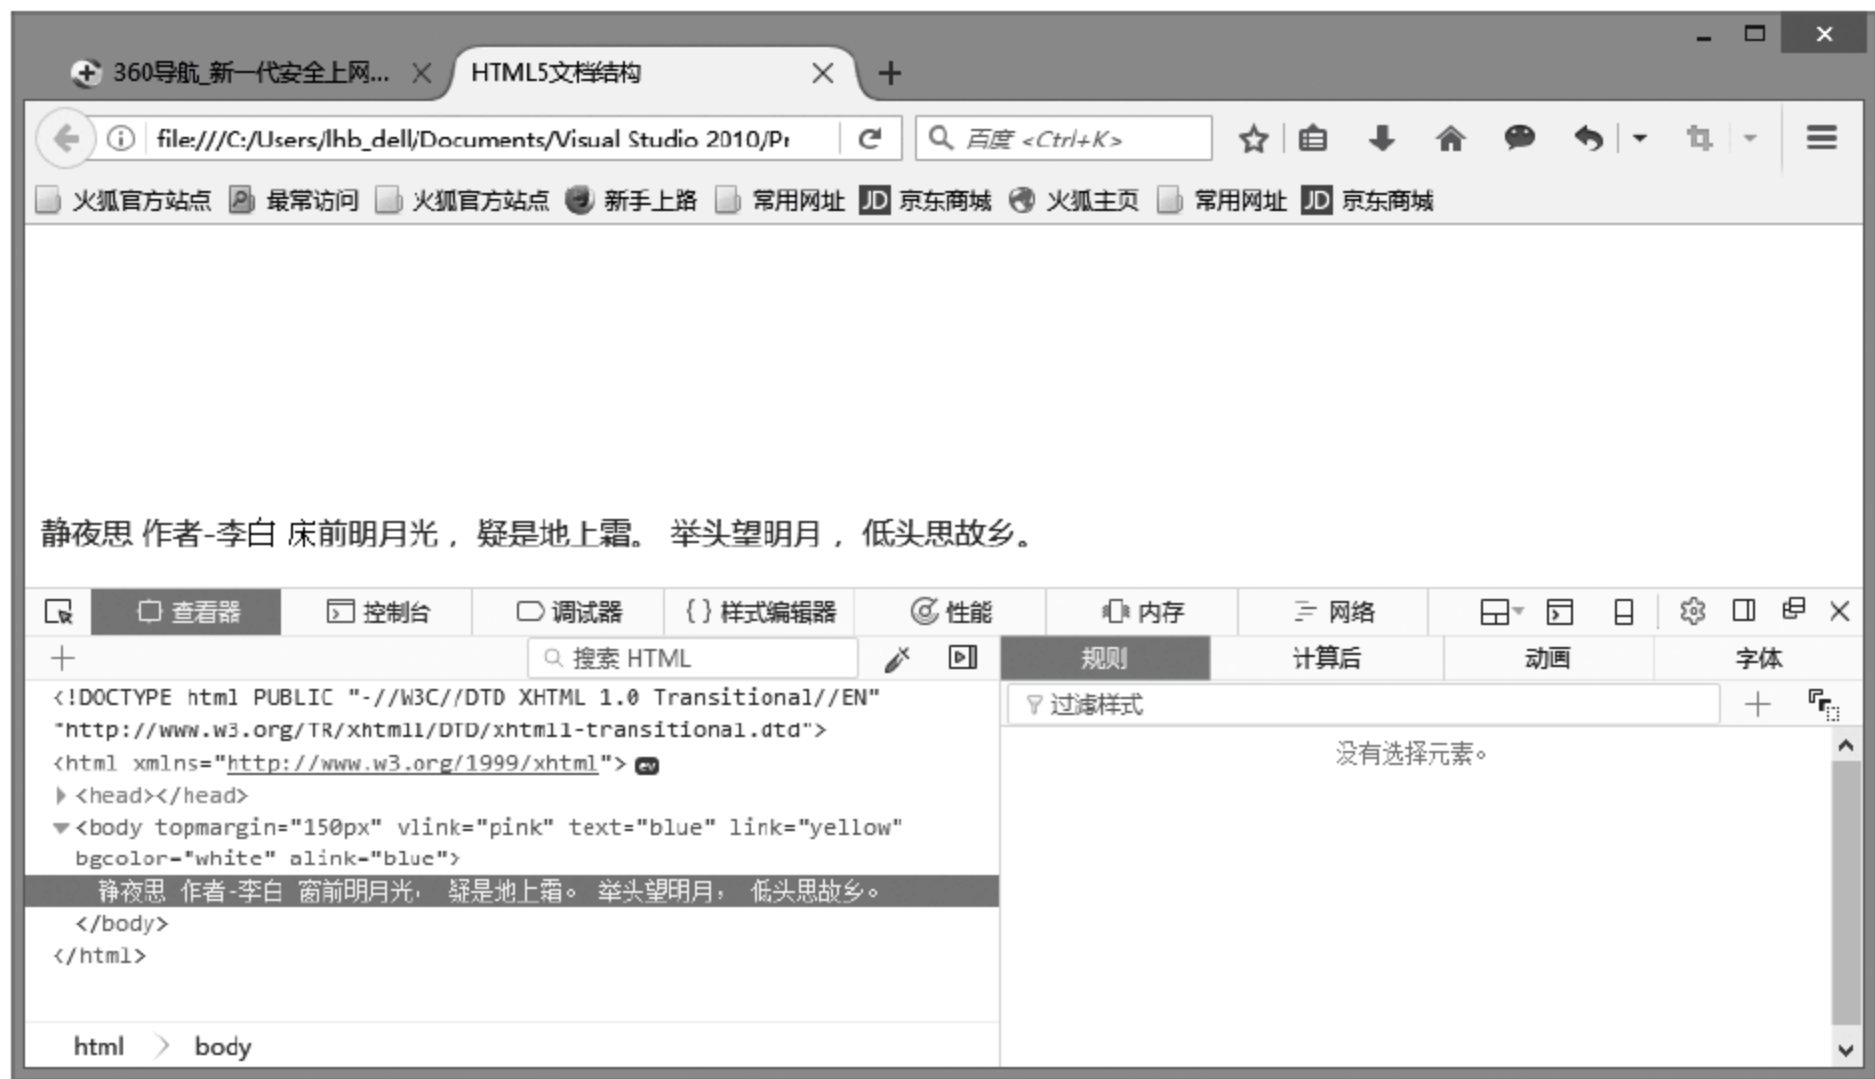 360导航_新一代安全上网...
HTML5文档结构
file:///C:/Users/lhb_dell/Documents/Visual Studio 2010/Pr
百度 <Ctrl+K>
火狐官方站点 最常访问 火狐官方站点 新手上路 常用网址 JD 京东商城 火狐主页 常用网址 JD 京东商城
静夜思 作者-李白 床前明月光， 疑是地上霜。 举头望明月， 低头思故乡。
查看器 控制台 调试器 {} 样式编辑器 性能 内存 网络
搜索 HTML
规则 计算后 动画 字体
过滤样式
没有选择元素。
<!DOCTYPE html PUBLIC "-//W3C//DTD XHTML 1.0 Transitional//EN"
"http://www.w3.org/TR/xhtml1/DTD/xhtml1-transitional.dtd">
<html xmlns="http://www.w3.org/1999/xhtml"> ev
<head></head>
<body topmargin="150px" vlink="pink" text="blue" link="yellow"
bgcolor="white" alink="blue">
静夜思 作者-李白 窗前明月光， 疑是地上霜。 举头望明月， 低头思故乡。
</body>
</html>
html body